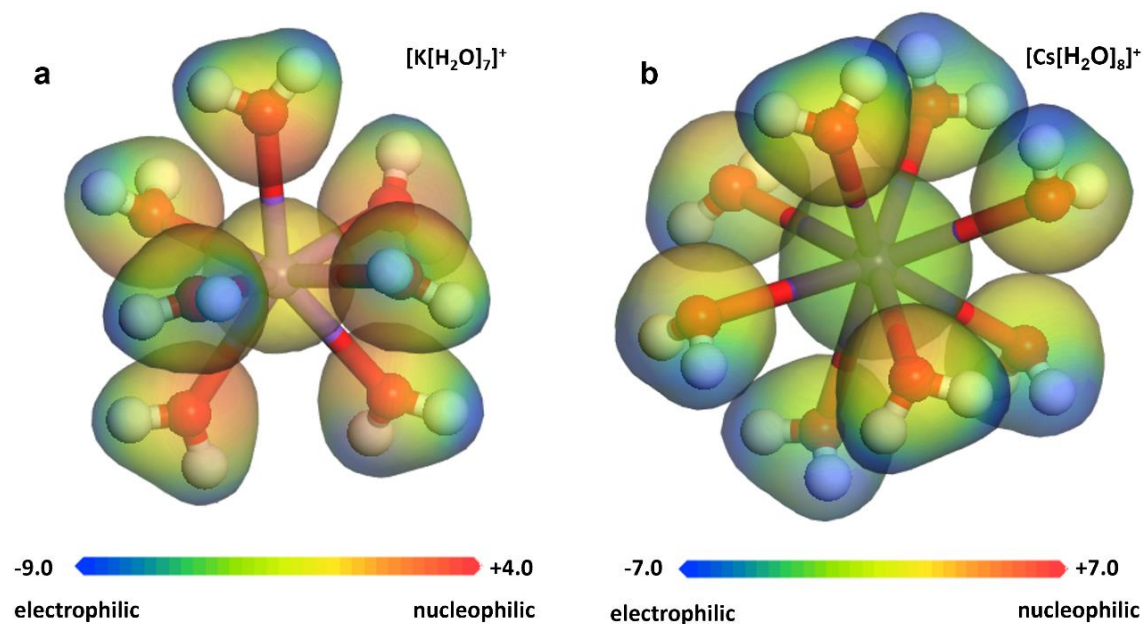 a
[K[H₂O]₇]⁺
b
[Cs[H₂O]₈]⁺
-9.0
+4.0
electrophilic
nucleophilic
-7.0
+7.0
electrophilic
nucleophilic